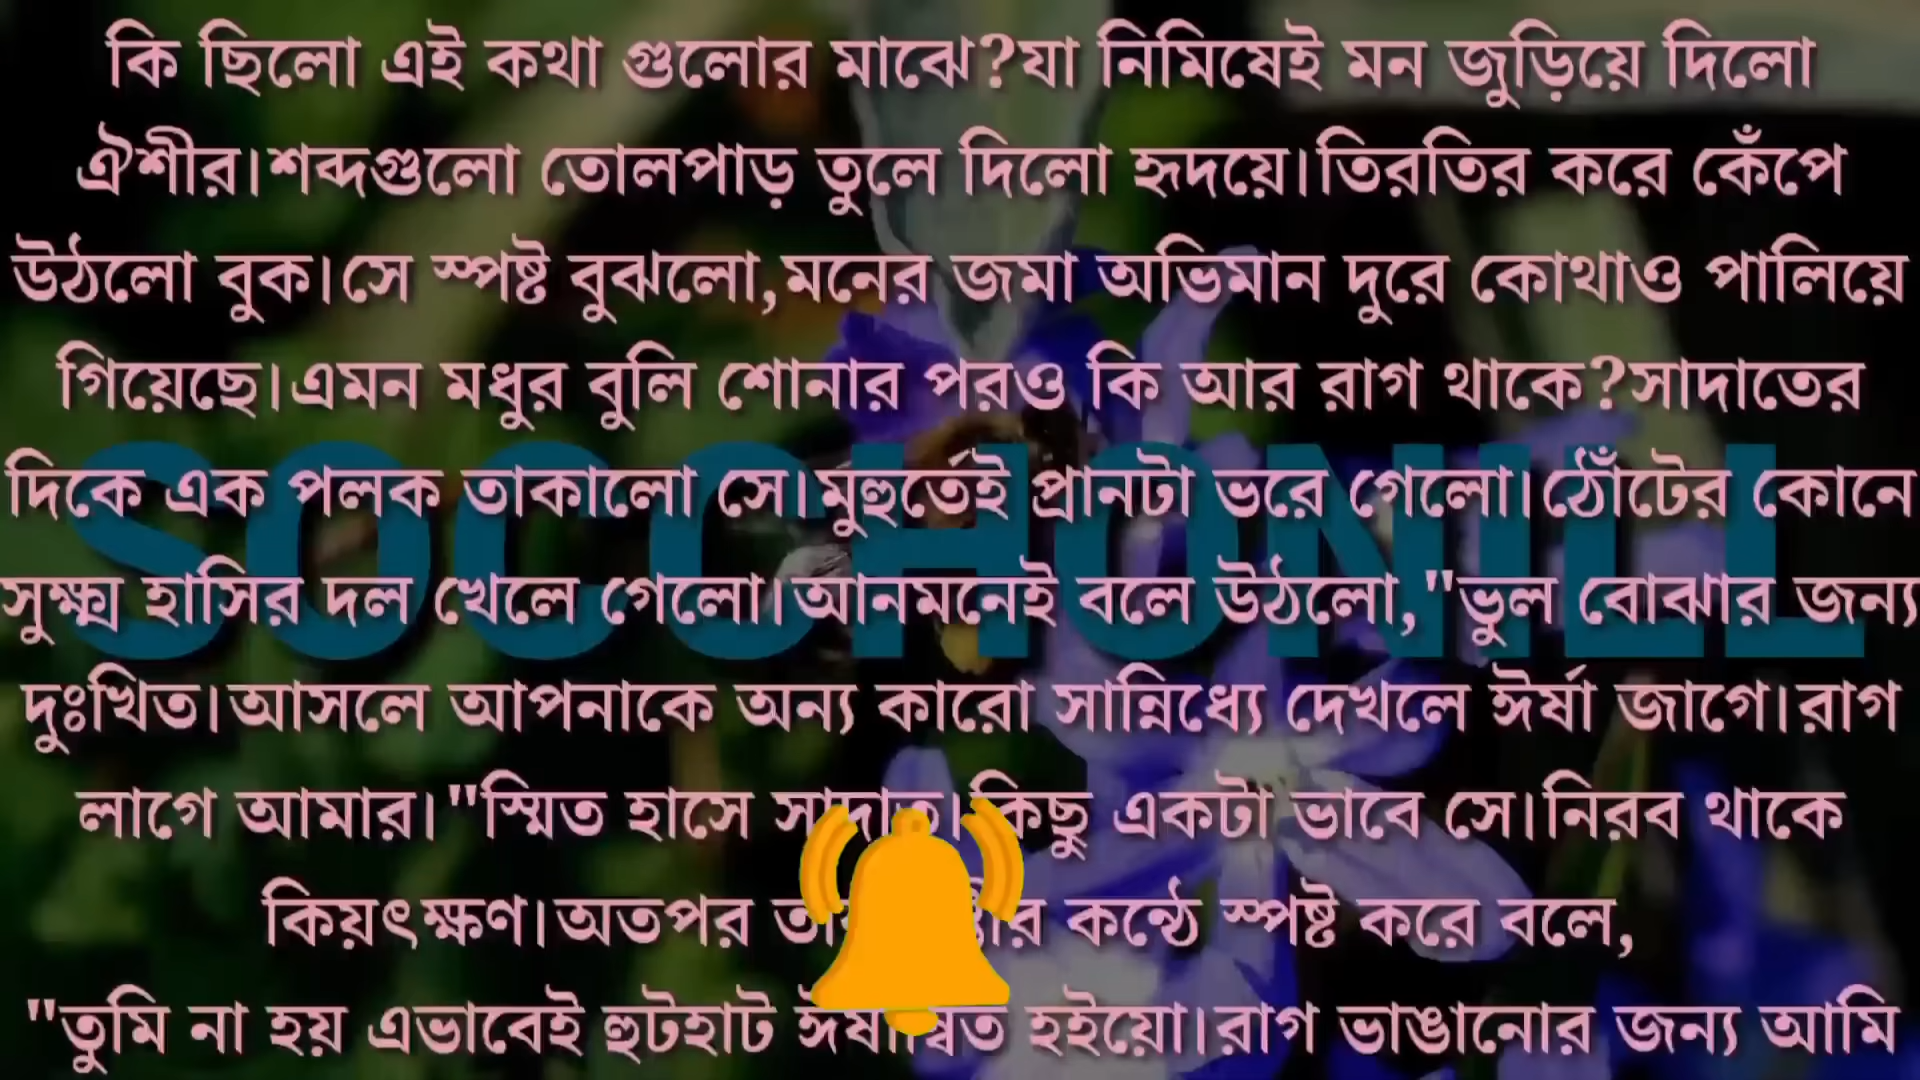 কি ছিলো এই কথা গুলোর মাঝে?যা নিমিষেই মন জুড়িয়ে দিলো
ঐশীর।শব্দগুলো তোলপাড় তুলে দিলো হৃদয়ে।তিরতির করে কেঁপে
উঠলো বুক।সে স্পষ্ট বুঝলো,মনের জমা অভিমান দুরে কোথাও পালিয়ে
গিয়েছে।এমন মধুর বুলি শোনার পরও কি আর রাগ থাকে?সাদাতের
SOCCHONILL
দিকে এক পলক তাকালো সে।মুহুর্তেই প্রানটা ভরে গেলো।ঠোঁটের কোনে
সুক্ষ্ম হাসির দল খেলে গেলো।আনমনেই বলে উঠলো,"ভুল বোঝার জন্য
দুঃখিত।আসলে আপনাকে অন্য কারো সান্নিধ্যে দেখলে ঈর্ষা জাগে।রাগ
লাগে আমার।"স্মিত হাসে সাদাত।কিছু একটা ভাবে সে।নিরব থাকে
কিয়ৎক্ষণ।অতপর কন্ঠে স্পষ্ট করে বলে,
"তুমি না হয় এভাবেই হুটহাট ঈর্ষান্বিত হইয়ো।রাগ ভাঙানোর জন্য আমি